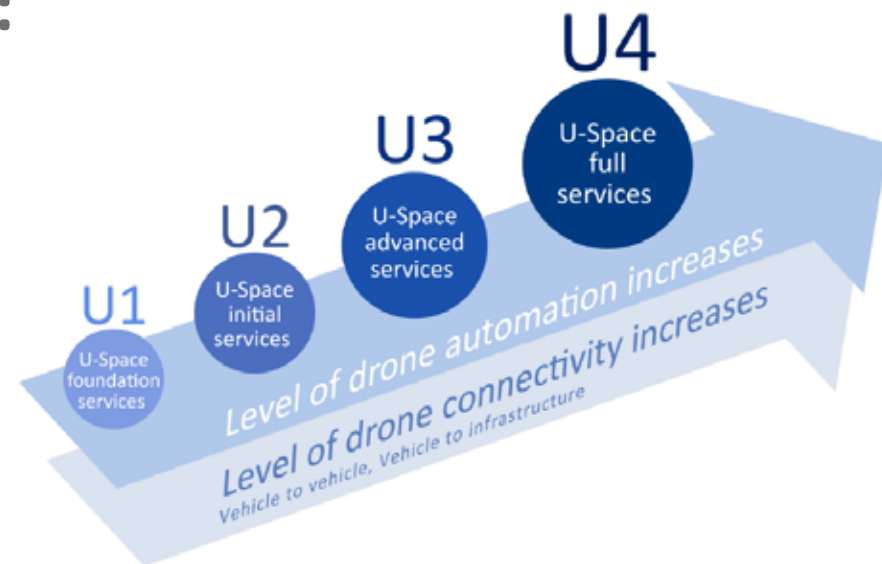 :
U4
U-Space
full
services
U3
U-Space
advanced
services
U2
U-Space
initial
services
U1
U-Space
foundation
services
Level of drone automation increases
Level of drone connectivity increases
Vehicle to vehicle, Vehicle to infrastructure